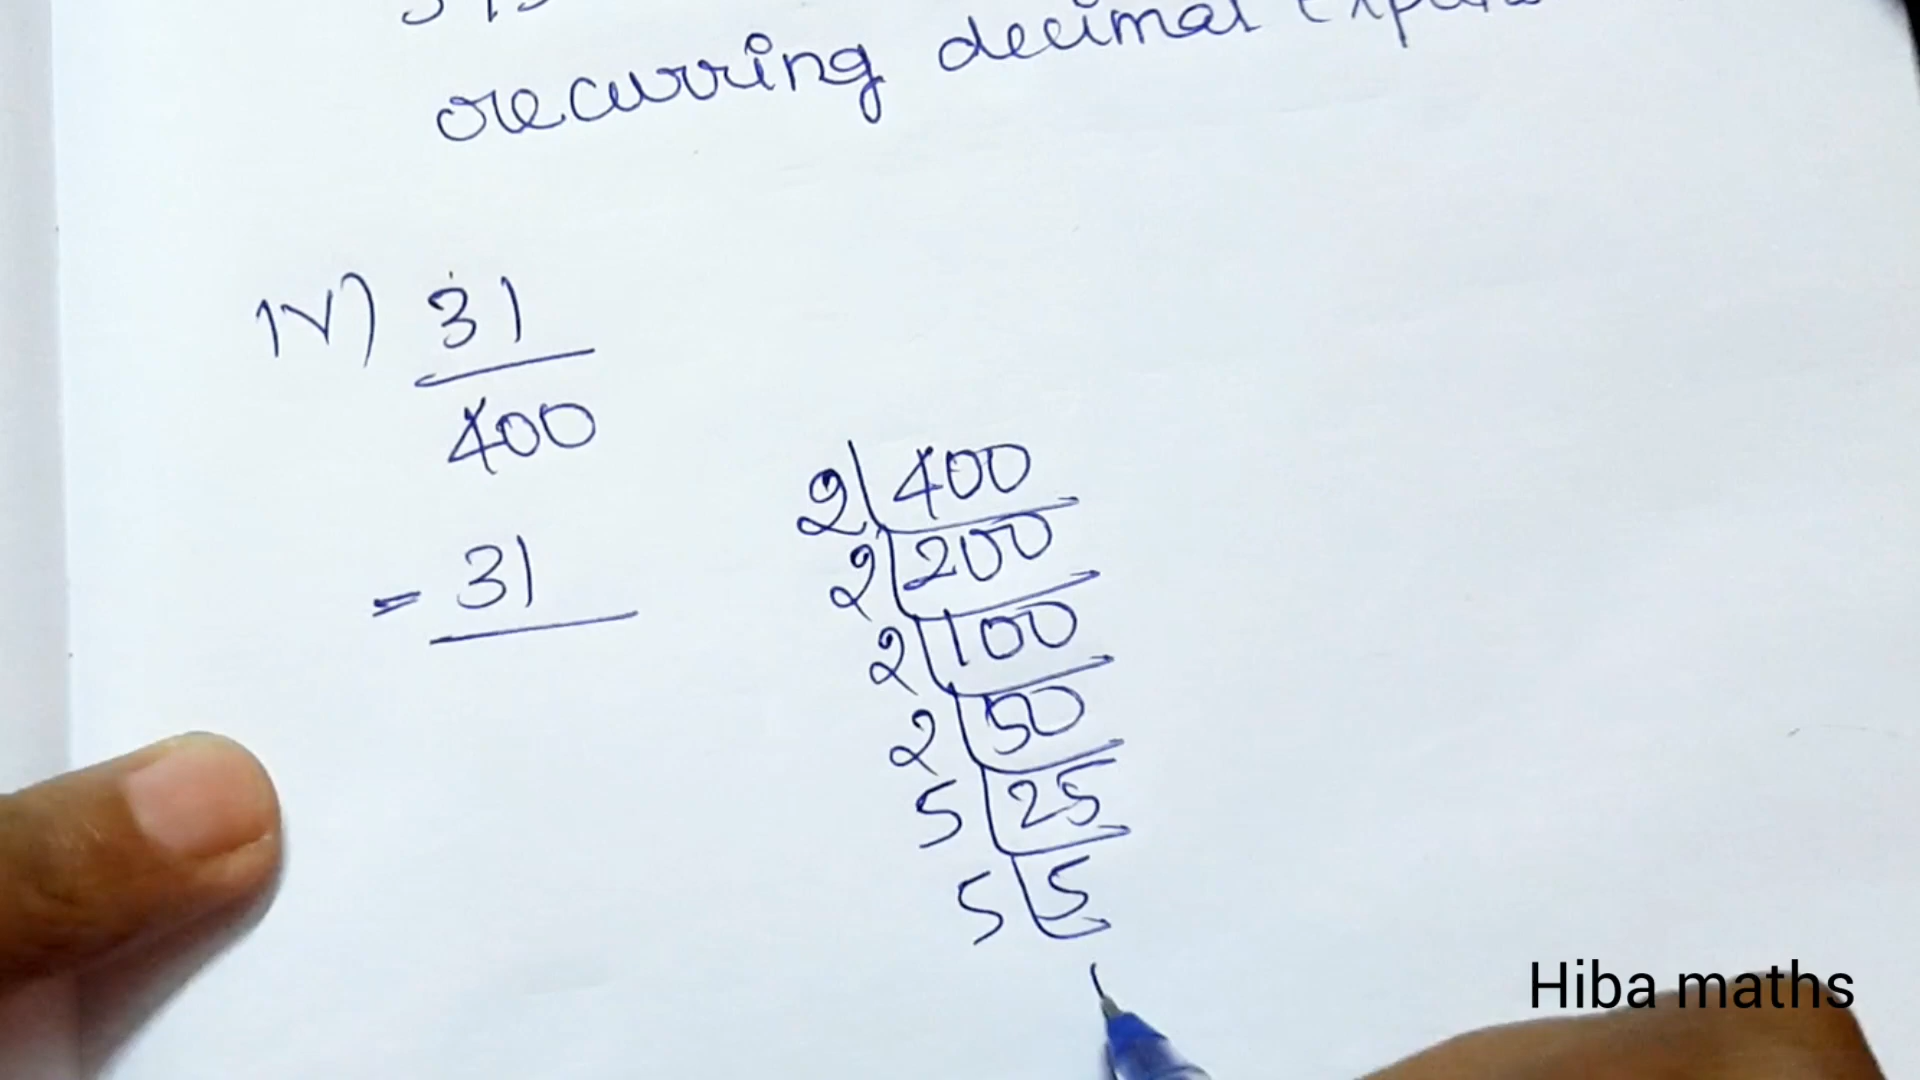 recurring decimal
IV) 31
400
= 31
2 | 400
2 | 200
2 | 100
2 | 50
5 | 25
5 | 5
Hiba maths